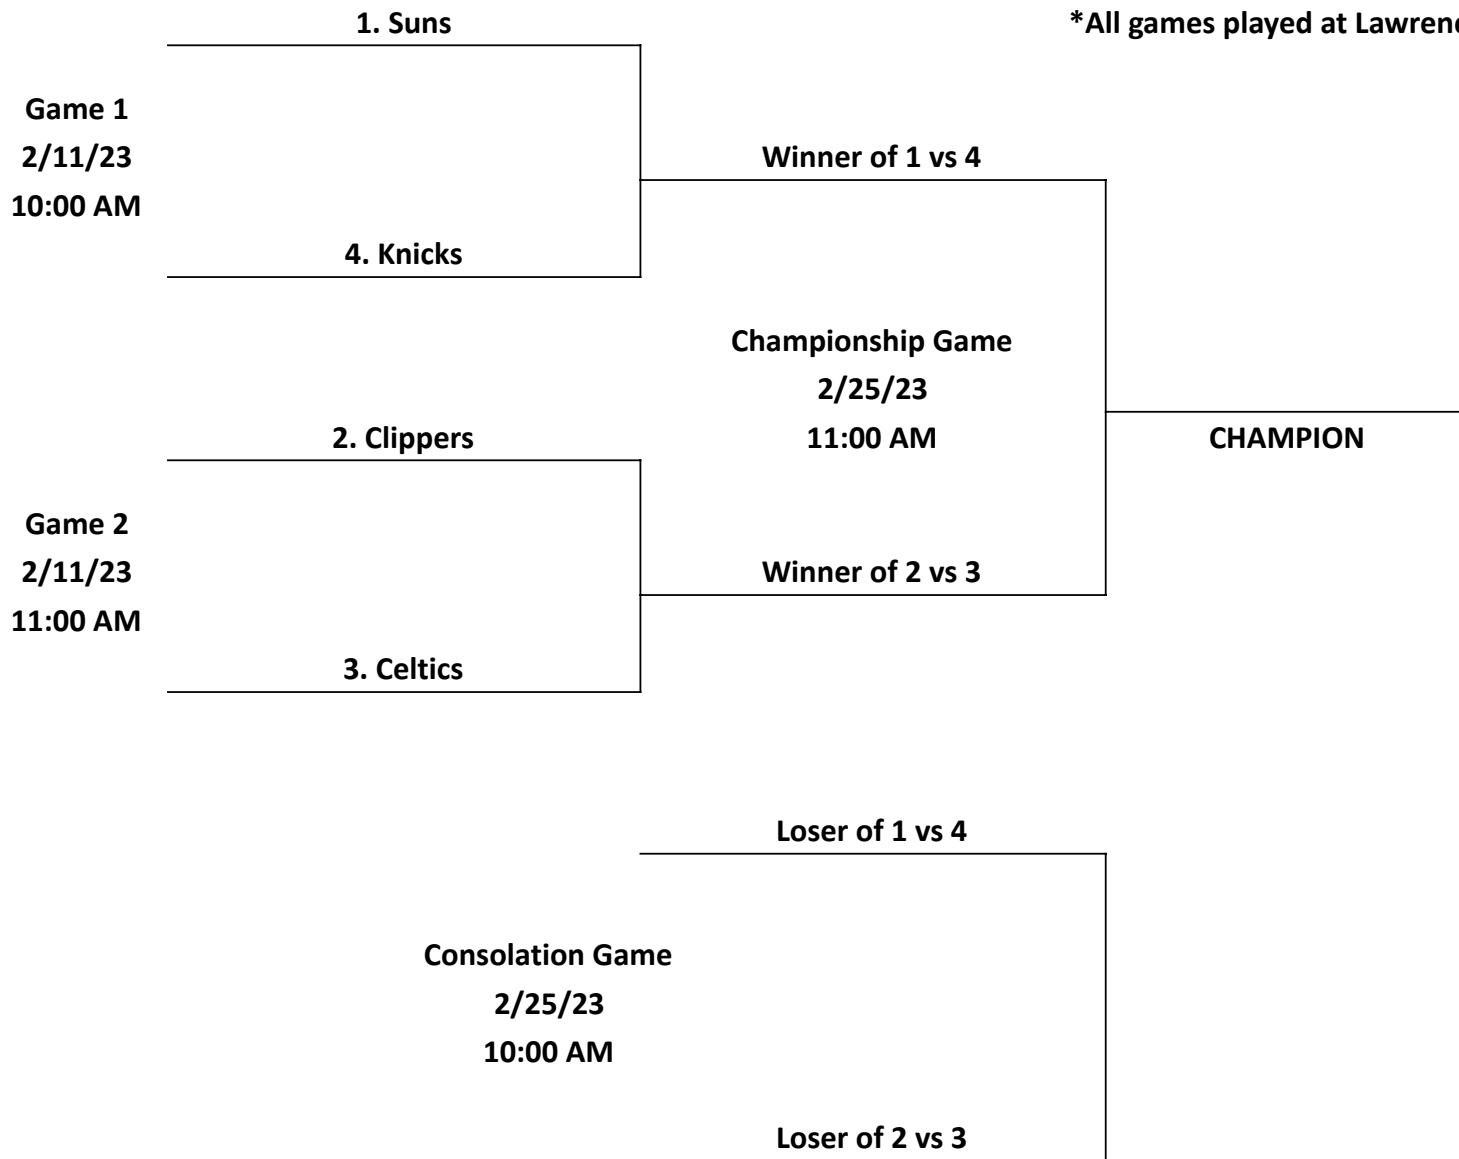 1. Suns
*All games played at
Game 1
2/11/23
10:00 AM
Winner of 1 vs 4
4. Knicks
Championship Game
2/25/23
11:00 AM
2. Clippers
CHAMPION
Game 2
2/11/23
11:00 AM
Winner of 2 vs 3
3. Celtics
Loser of 1 vs 4
Consolation Game
2/25/23
10:00 AM
Loser of 2 vs 3